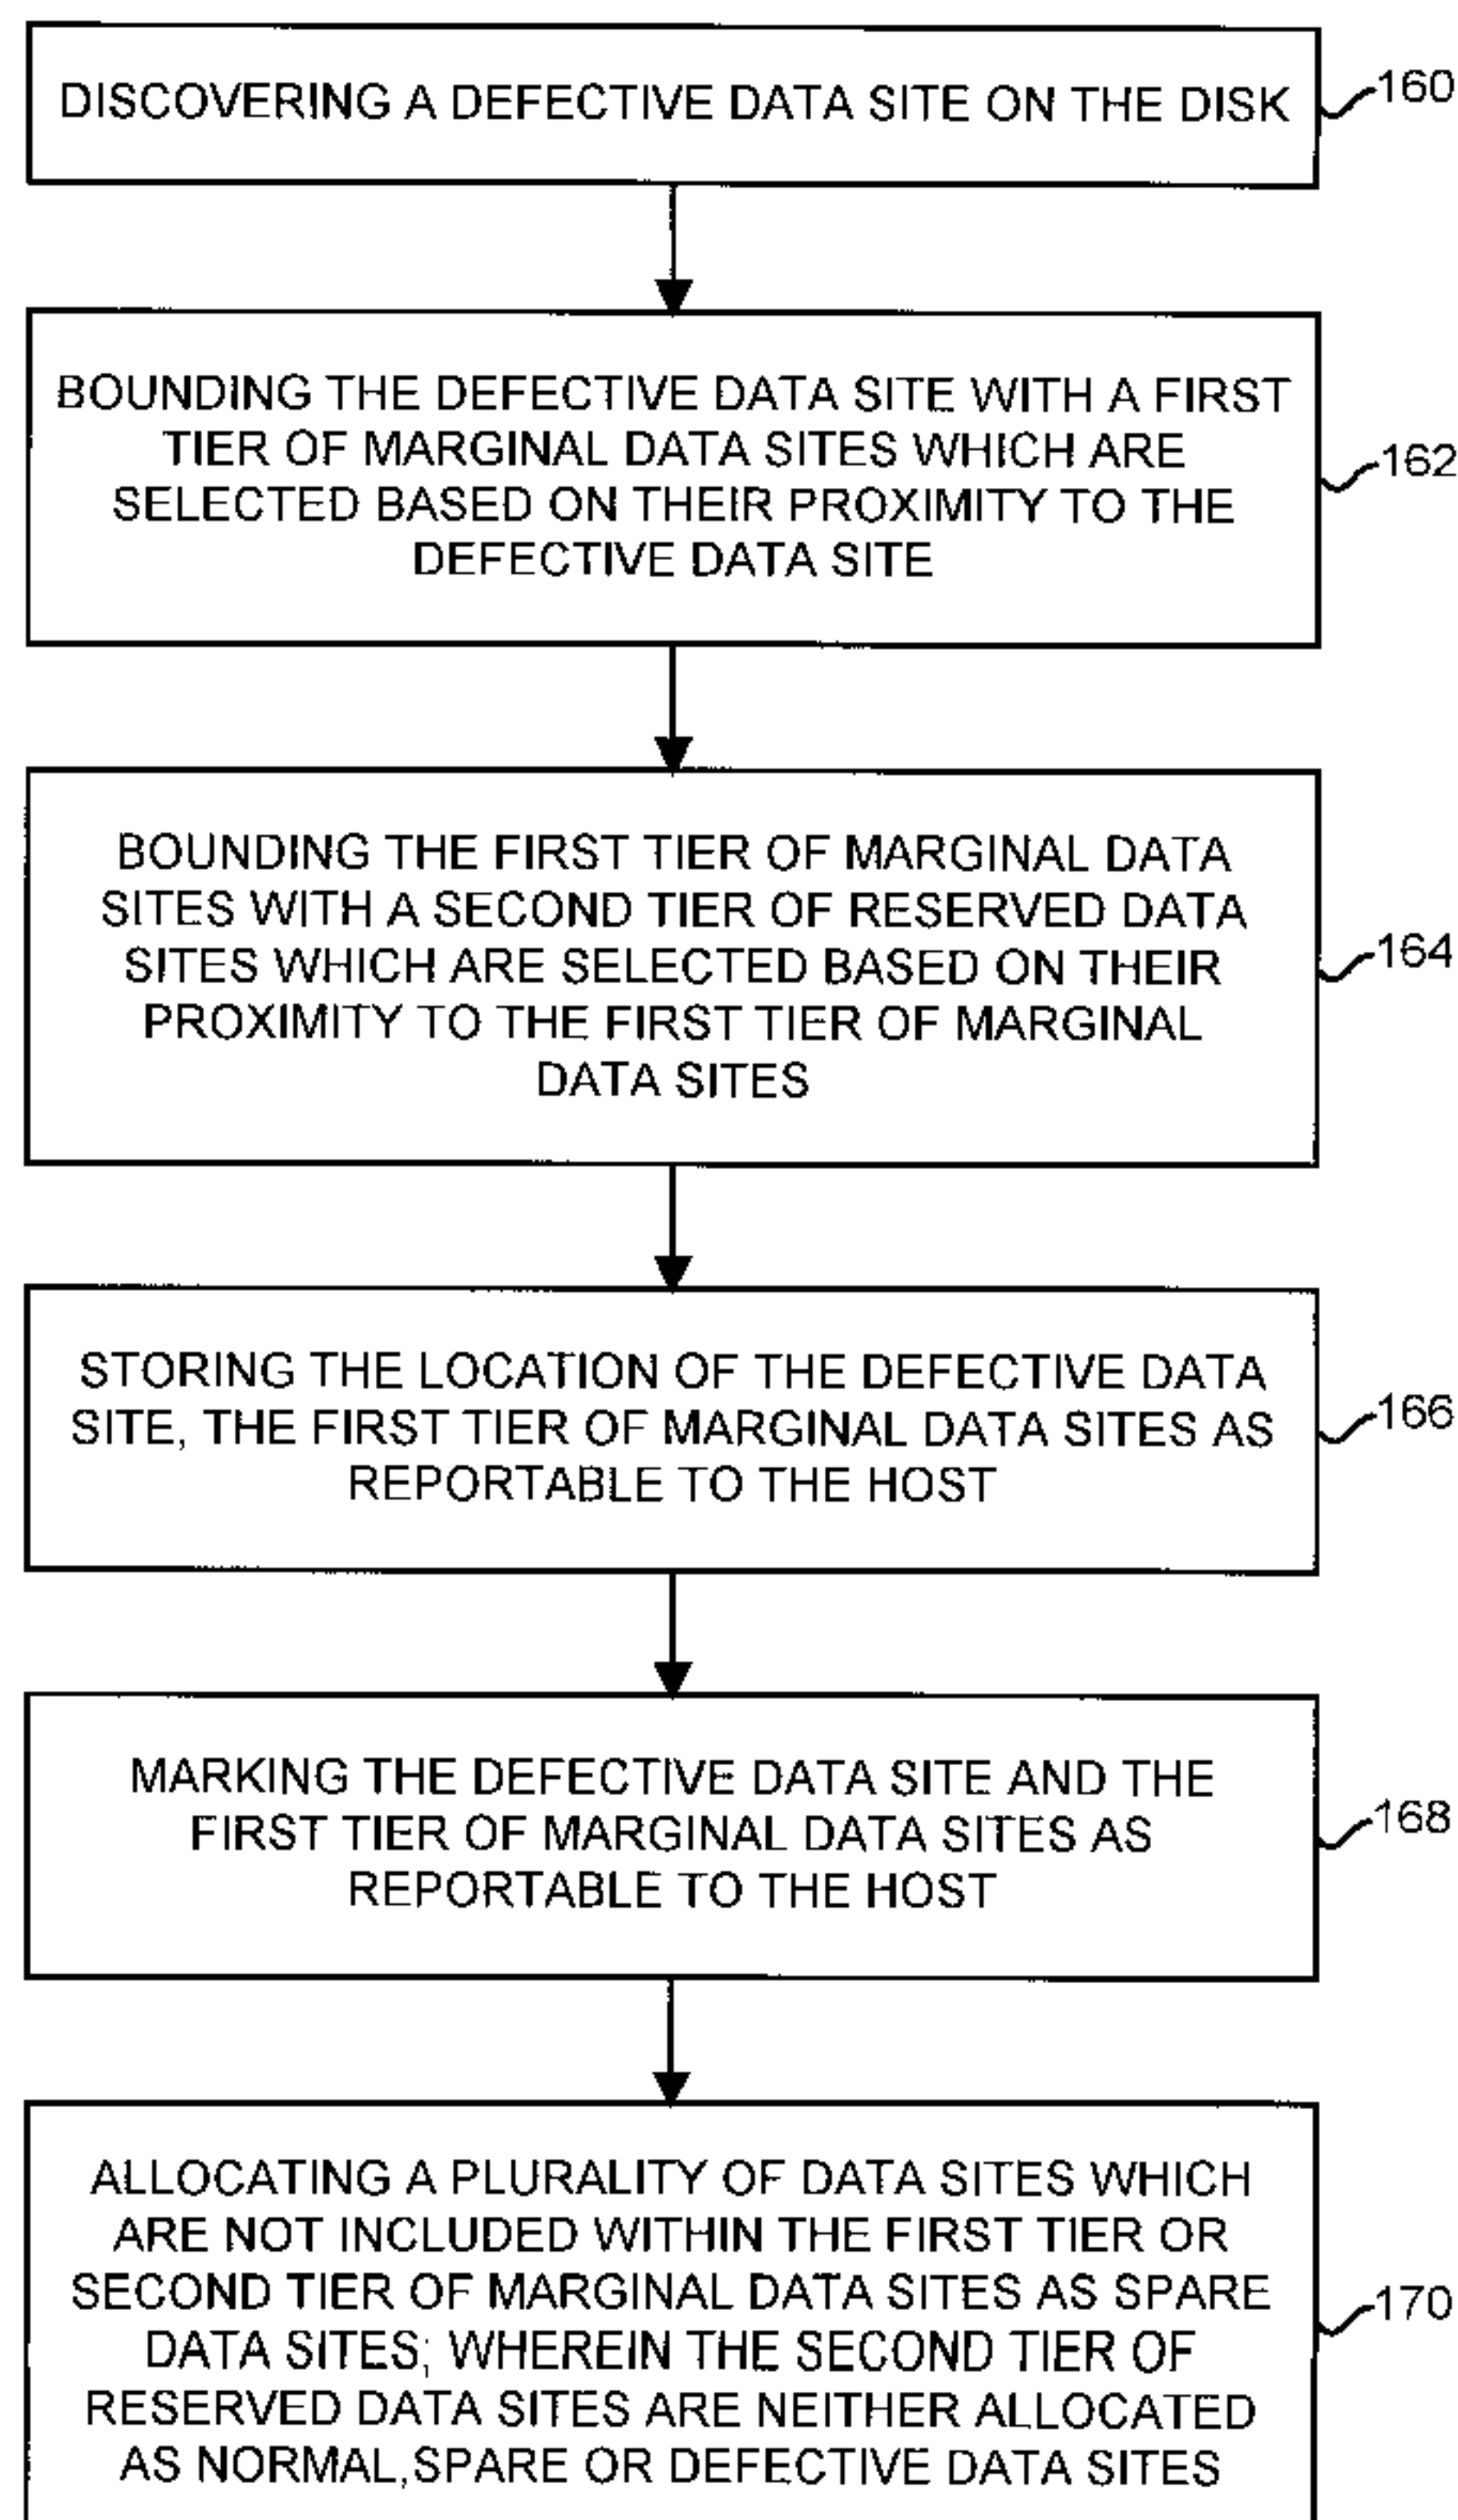 DISCOVERING A DEFECTIVE DATA SITE ON THE DISK
160
BOUNDING THE DEFECTIVE DATA SITE WITH A FIRST
TIER OF MARGINAL DATA SITES WHICH ARE
SELECTED BASED ON THEIR PROXIMITY TO THE
DEFECTIVE DATA SITE
162
BOUNDING THE FIRST TIER OF MARGINAL DATA
SITES WITH A SECOND TIER OF RESERVED DATA
SITES WHICH ARE SELECTED BASED ON THEIR
PROXIMITY TO THE FIRST TIER OF MARGINAL
DATA SITES
164
STORING THE LOCATION OF THE DEFECTIVE DATA
SITE, THE FIRST TIER OF MARGINAL DATA SITES AS
REPORTABLE TO THE HOST
166
MARKING THE DEFECTIVE DATA SITE AND THE
FIRST TIER OF MARGINAL DATA SITES AS
REPORTABLE TO THE HOST
168
ALLOCATING A PLURALITY OF DATA SITES WHICH
ARE NOT INCLUDED WITHIN THE FIRST TIER OR
SECOND TIER OF MARGINAL DATA SITES AS SPARE
DATA SITES; WHEREIN THE SECOND TIER OF
RESERVED DATA SITES ARE NEITHER ALLOCATED
AS NORMAL,SPARE OR DEFECTIVE DATA SITES
170